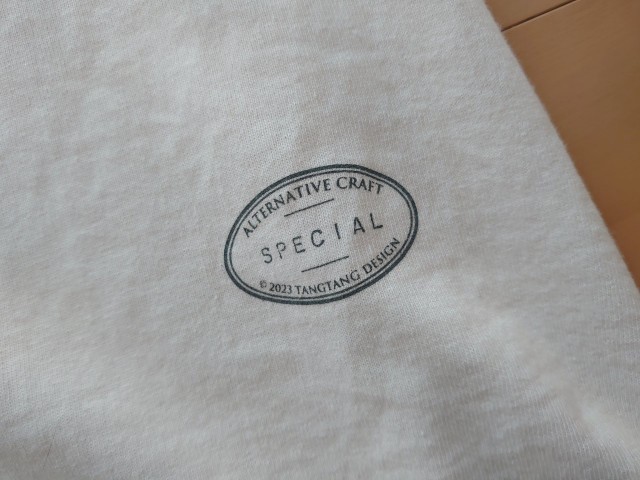 ALTERNATIVE CRAFT
SPECIAL
© 2023 TANGTANG DESIGN